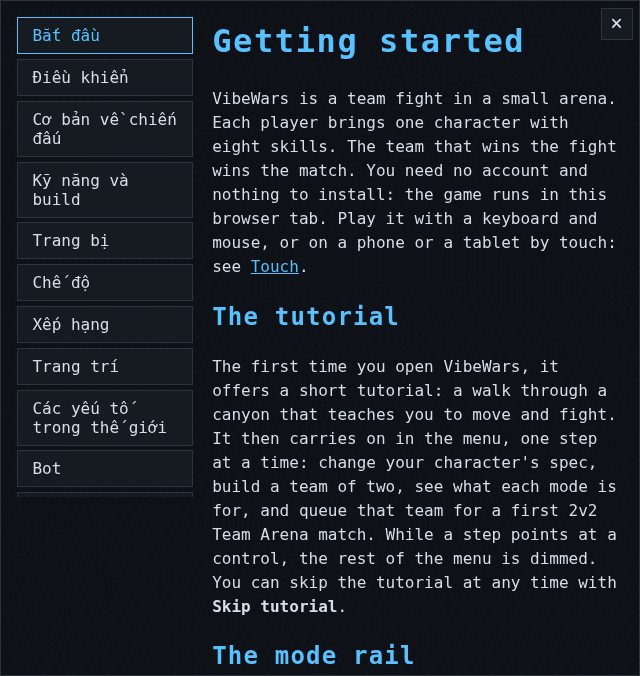 Bắt đầu
Điều khiển
Cơ bản về chiến
đấu
Kỹ năng và
build
Trang bị
Chế độ
Xếp hạng
Trang trí
Các yếu tố
trong thế giới
Bot
×
Getting started
VibeWars is a team fight in a small arena.
Each player brings one character with
eight skills. The team that wins the fight
wins the match. You need no account and
nothing to install: the game runs in this
browser tab. Play it with a keyboard and
mouse, or on a phone or a tablet by touch:
see Touch.
The tutorial
The first time you open VibeWars, it
offers a short tutorial: a walk through a
canyon that teaches you to move and fight.
It then carries on in the menu, one step
at a time: change your character's spec,
build a team of two, see what each mode is
for, and queue that team for a first 2v2
Team Arena match. While a step points at a
control, the rest of the menu is dimmed.
You can skip the tutorial at any time with
Skip tutorial.
The mode rail